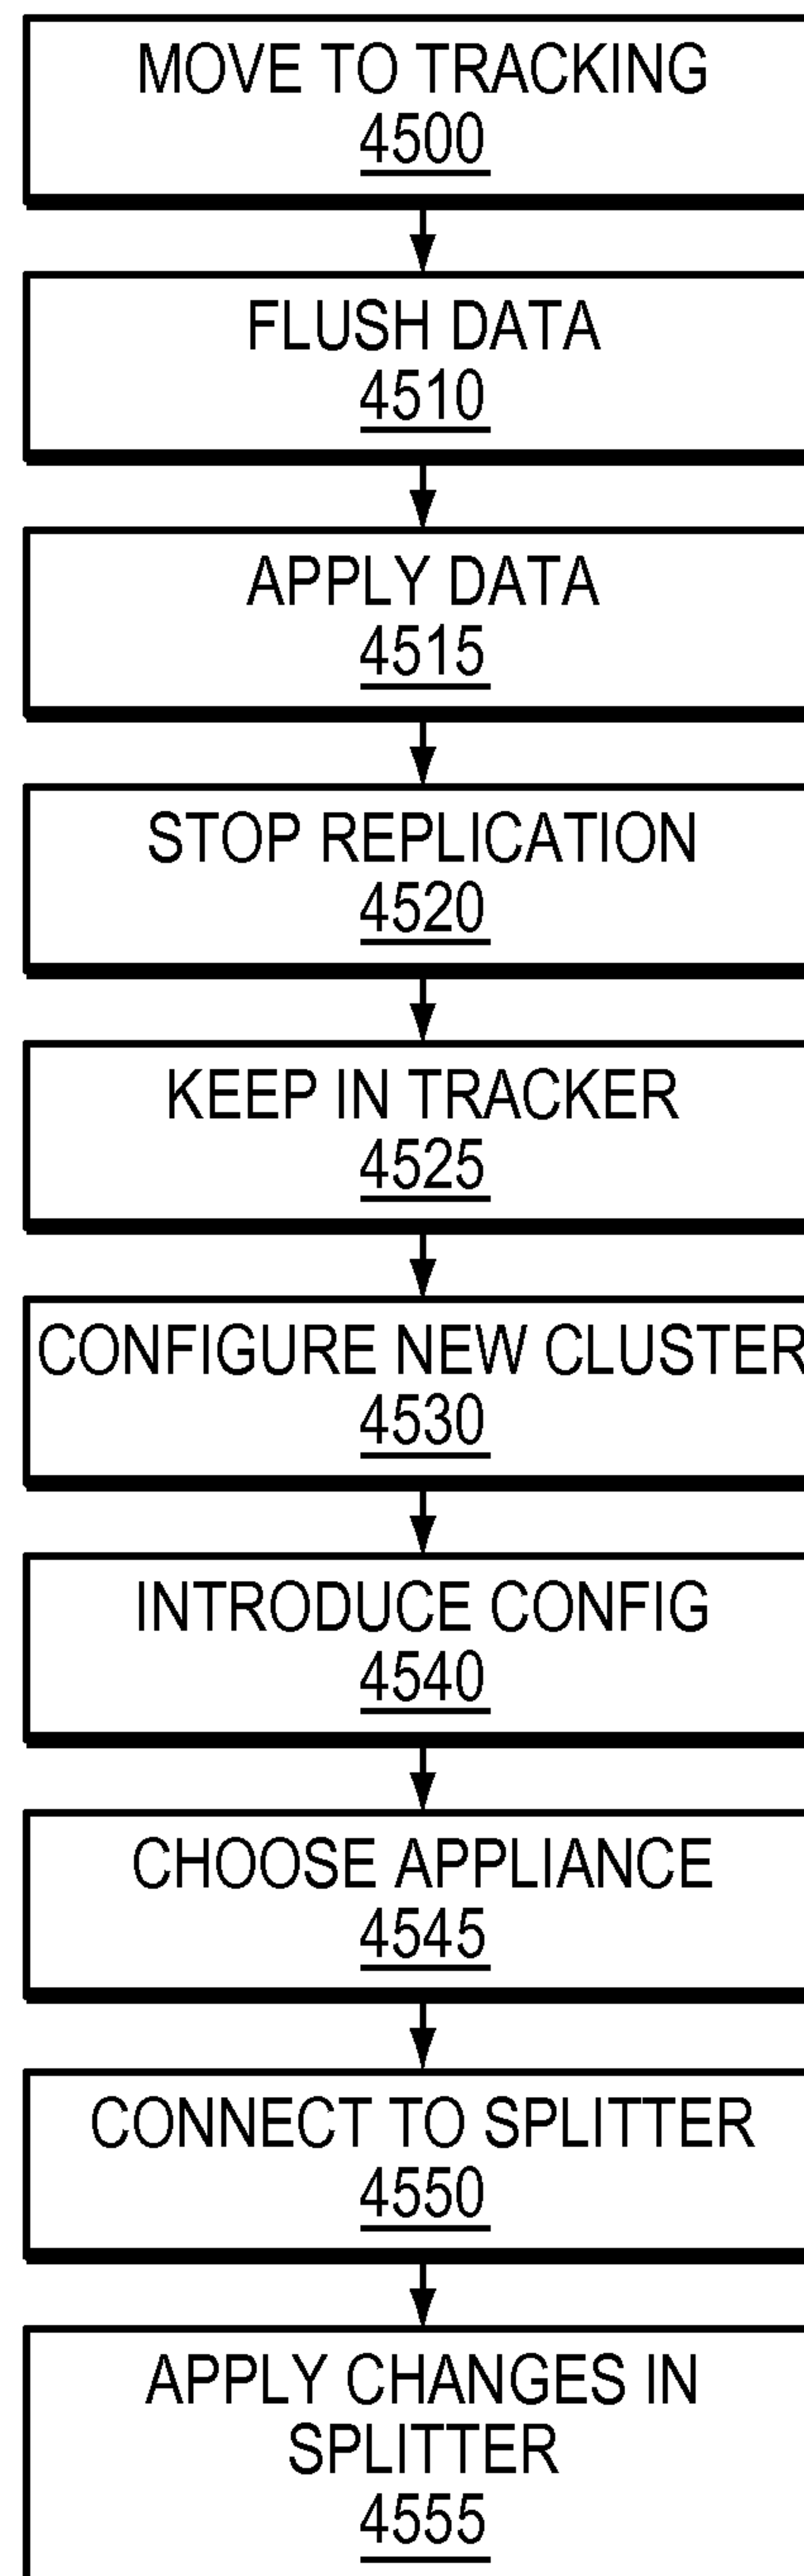 MOVE TO TRACKING
4500
FLUSH DATA
4510
APPLY DATA
4515
STOP REPLICATION
4520
KEEP IN TRACKER
4525
CONFIGURE NEW CLUSTER
4530
INTRODUCE CONFIG
4540
CHOOSE APPLIANCE
4545
CONNECT TO SPLITTER
4550
APPLY CHANGES IN
SPLITTER
4555